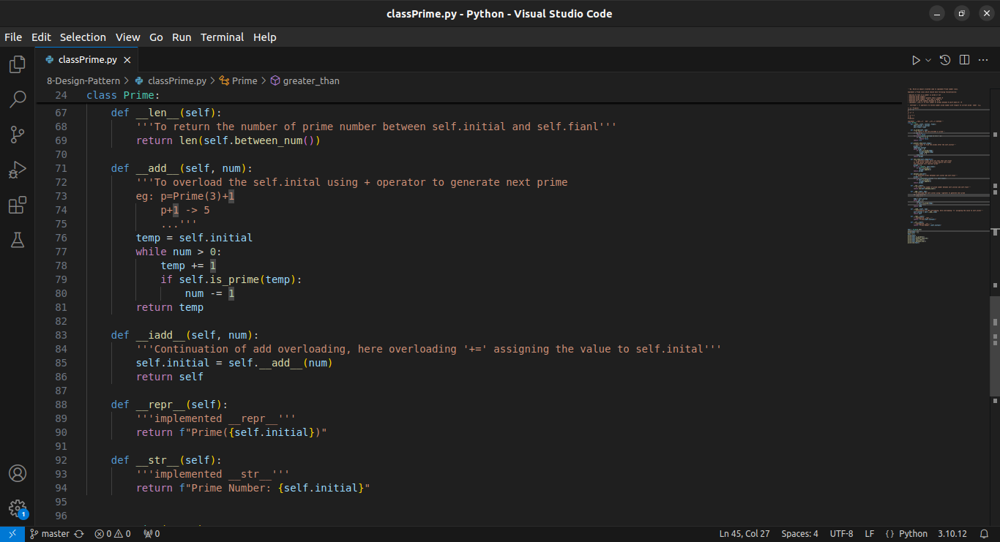 classPrime.py - Python - Visual Studio Code
File Edit Selection View Go Run Terminal Help
classPrime.py
8-Design-Pattern > classPrime.py > Prime > greater_than
24 class Prime:
67 def __len__(self):
68 '''To return the number of prime number between self.initial and self.fianl'''
69 return len(self.between_num())
70
71 def __add__(self, num):
72 '''To overload the self.inital using + operator to generate next prime
73 eg: p=Prime(3)+1
74 p+1 -> 5
75 ...'''
76 temp = self.initial
77 while num > 0:
78 temp += 1
79 if self.is_prime(temp):
80 num -= 1
81 return temp
82
83 def __iadd__(self, num):
84 '''Continuation of add overloading, here overloading '+=' assigning the value to self.inital'''
85 self.initial = self.__add__(num)
86 return self
87
88 def __repr__(self):
89 '''implemented __repr__'''
90 return f"Prime({self.initial})"
91
92 def __str__(self):
93 '''implemented __str__'''
94 return f"Prime Number: {self.initial}"
95
96
1
master 0 0 0 Ln 45, Col 27 Spaces: 4 UTF-8 LF {} Python 3.10.12